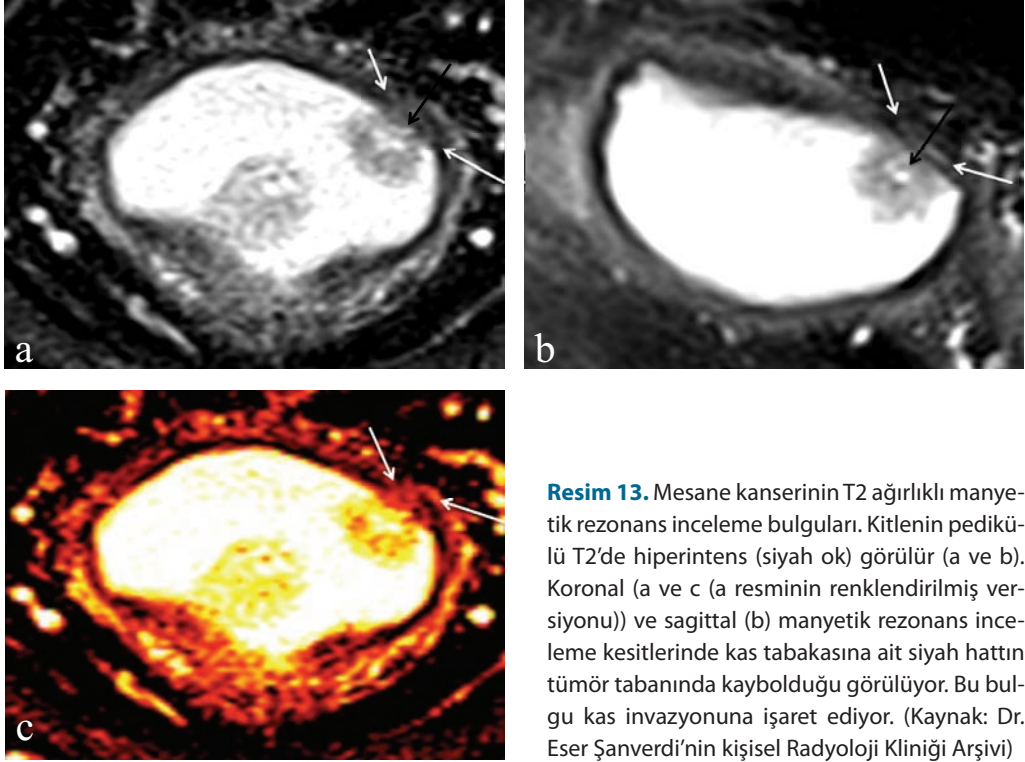 a
b
c
Resim 13. Mesane kanserinin T2 ağırlıklı manye-
tik rezonans inceleme bulguları. Kitlenin pedikü-
lü T2’de hiperintens (siyah ok) görülür (a ve b).
Koronal (a ve c (a resminin renklendirilmiş ver-
siyonu)) ve sagittal (b) manyetik rezonans ince-
leme kesitlerinde kas tabakasına ait siyah hattın
tümör tabanında kaybolduğu görülüyor. Bu bul-
gu kas invazyonuna işaret ediyor. (Kaynak: Dr.
Eser Şanverdi’nin kişisel Radyoloji Kliniği Arşivi)